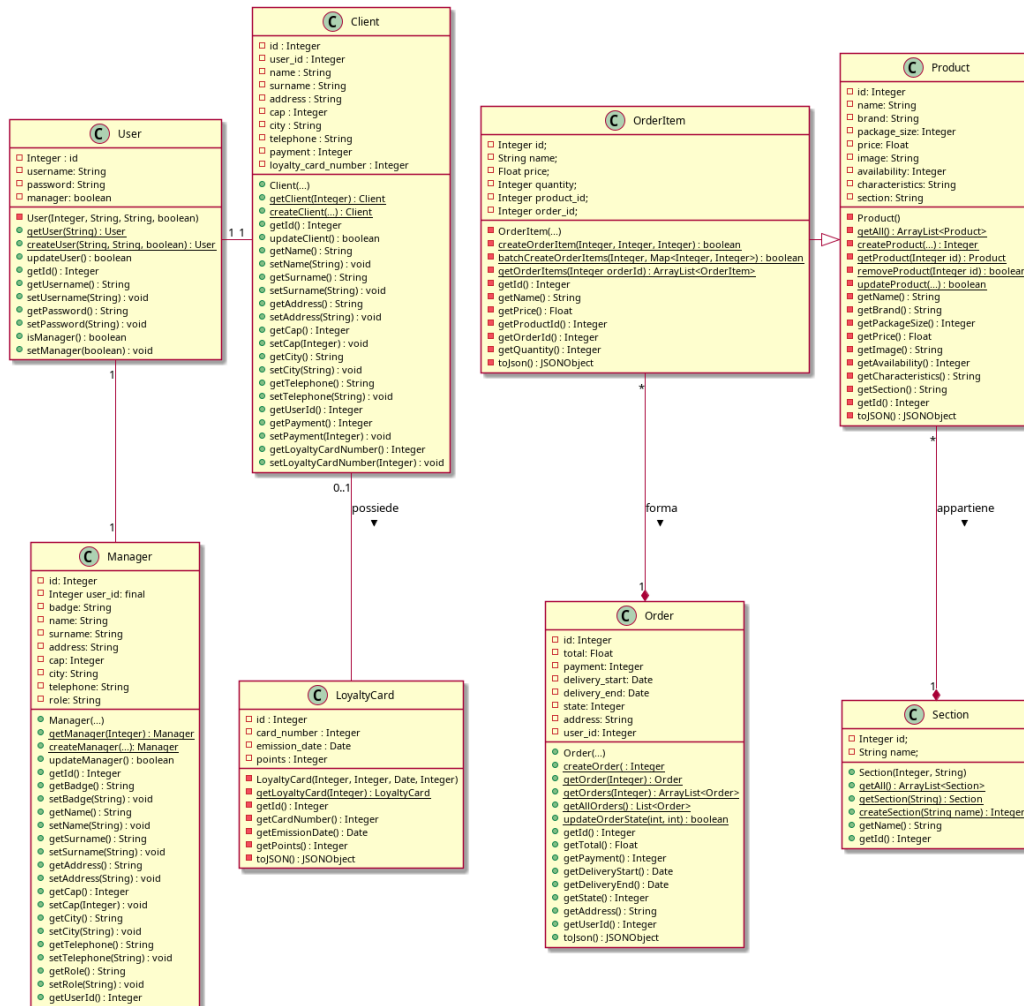 C User
Integer : id
username: String
password: String
manager: boolean
User(Integer, String, String, boolean)
getUser(String) : User
createUser(String, String, boolean) : User
updateUser() : boolean
getId() : Integer
getUsername() : String
setUsername(String) : void
getPassword() : String
setPassword(String) : void
isManager() : boolean
setManager(boolean) : void
1 1
1
1
C Client
id : Integer
user_id : Integer
name : String
surname : String
address : String
cap : Integer
city : String
telephone : String
payment : Integer
loyalty_card_number : Integer
Client(...)
getClient(Integer) : Client
createClient(...) : Client
getId() : Integer
updateClient() : boolean
getName() : String
setName(String) : void
getSurname() : String
setSurname(String) : void
getAddress() : String
setAddress(String) : void
getCap() : Integer
setCap(Integer) : void
getCity() : String
setCity(String) : void
getTelephone() : String
setTelephone(String) : void
getUserId() : Integer
getPayment() : Integer
setPayment(Integer) : void
getLoyaltyCardNumber() : Integer
setLoyaltyCardNumber(Integer) : void
0..1
possiede
C OrderItem
Integer id;
String name;
Float price;
Integer quantity;
Integer product_id;
Integer order_id;
OrderItem(...)
createOrderItem(Integer, Integer, Integer) : boolean
batchCreateOrderItems(Integer, Map<Integer, Integer>) : boolean
getOrderItems(Integer orderId) : ArrayList<OrderItem>
getId() : Integer
getName() : String
getPrice() : Float
getProductId() : Integer
getOrderId() : Integer
getQuantity() : Integer
toJson() : JSONObject
*
forma
1
C Product
id: Integer
name: String
brand: String
package_size: Integer
price: Float
image: String
availability: Integer
characteristics: String
section: String
Product()
getAll() : ArrayList<Product>
createProduct(...) : Integer
getProduct(Integer id) : Product
removeProduct(Integer id) : boolean
updateProduct(...) : boolean
getName() : String
getBrand() : String
getPackageSize() : Integer
getPrice() : Float
getImage() : String
getAvailability() : Integer
getCharacteristics() : String
getSection() : String
getId() : Integer
toJSON() : JSONObject
*
appartiene
1
C Manager
id: Integer
Integer user_id: final
badge: String
name: String
surname: String
address: String
cap: Integer
city: String
telephone: String
role: String
Manager(...)
getManager(Integer) : Manager
createManager(...): Manager
updateManager() : boolean
getId() : Integer
getBadge() : String
setBadge(String) : void
getName() : String
setName(String) : void
getSurname() : String
setSurname(String) : void
getAddress() : String
setAddress(String) : void
getCap() : Integer
setCap(Integer) : void
getCity() : String
setCity(String) : void
getTelephone() : String
setTelephone(String) : void
getRole() : String
setRole(String) : void
getUserId() : Integer
C LoyaltyCard
id : Integer
card_number : Integer
emission_date : Date
points : Integer
LoyaltyCard(Integer, Integer, Date, Integer)
getLoyaltyCard(Integer) : LoyaltyCard
getId() : Integer
getCardNumber() : Integer
getEmissionDate() : Date
getPoints() : Integer
toJSON() : JSONObject
C Order
id: Integer
total: Float
payment: Integer
delivery_start: Date
delivery_end: Date
state: Integer
address: String
user_id: Integer
Order(...)
createOrder( : Integer
getOrder(Integer) : Order
getOrders(Integer) : ArrayList<Order>
getAllOrders() : List<Order>
updateOrderState(int, int) : boolean
getId() : Integer
getTotal() : Float
getPayment() : Integer
getDeliveryStart() : Date
getDeliveryEnd() : Date
getState() : Integer
getAddress() : String
getUserId() : Integer
toJson() : JSONObject
C Section
Integer id;
String name;
Section(Integer, String)
getAll() : ArrayList<Section>
getSection(String) : Section
createSection(String name) : Integer
getName() : String
getId() : Integer